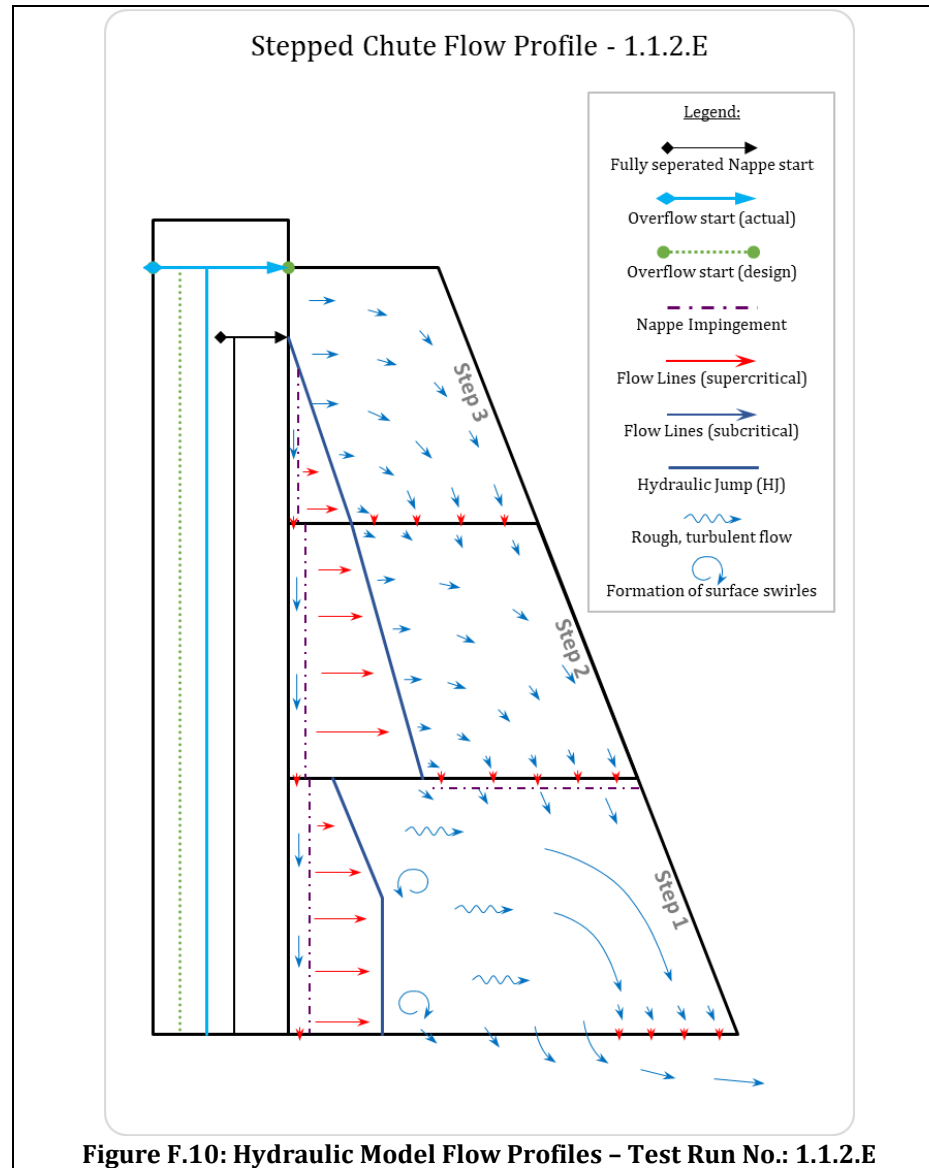 Stepped Chute Flow Profile - 1.1.2.E
Legend:
Fully seperated Nappe start
Overflow start (actual)
Overflow start (design)
Nappe Impingement
Flow Lines (supercritical)
Flow Lines (subcritical)
Hydraulic Jump (HJ)
Rough, turbulent flow
Formation of surface swirles
Step 3
Step 2
Step 1
Figure F.10: Hydraulic Model Flow Profiles – Test Run No.: 1.1.2.E